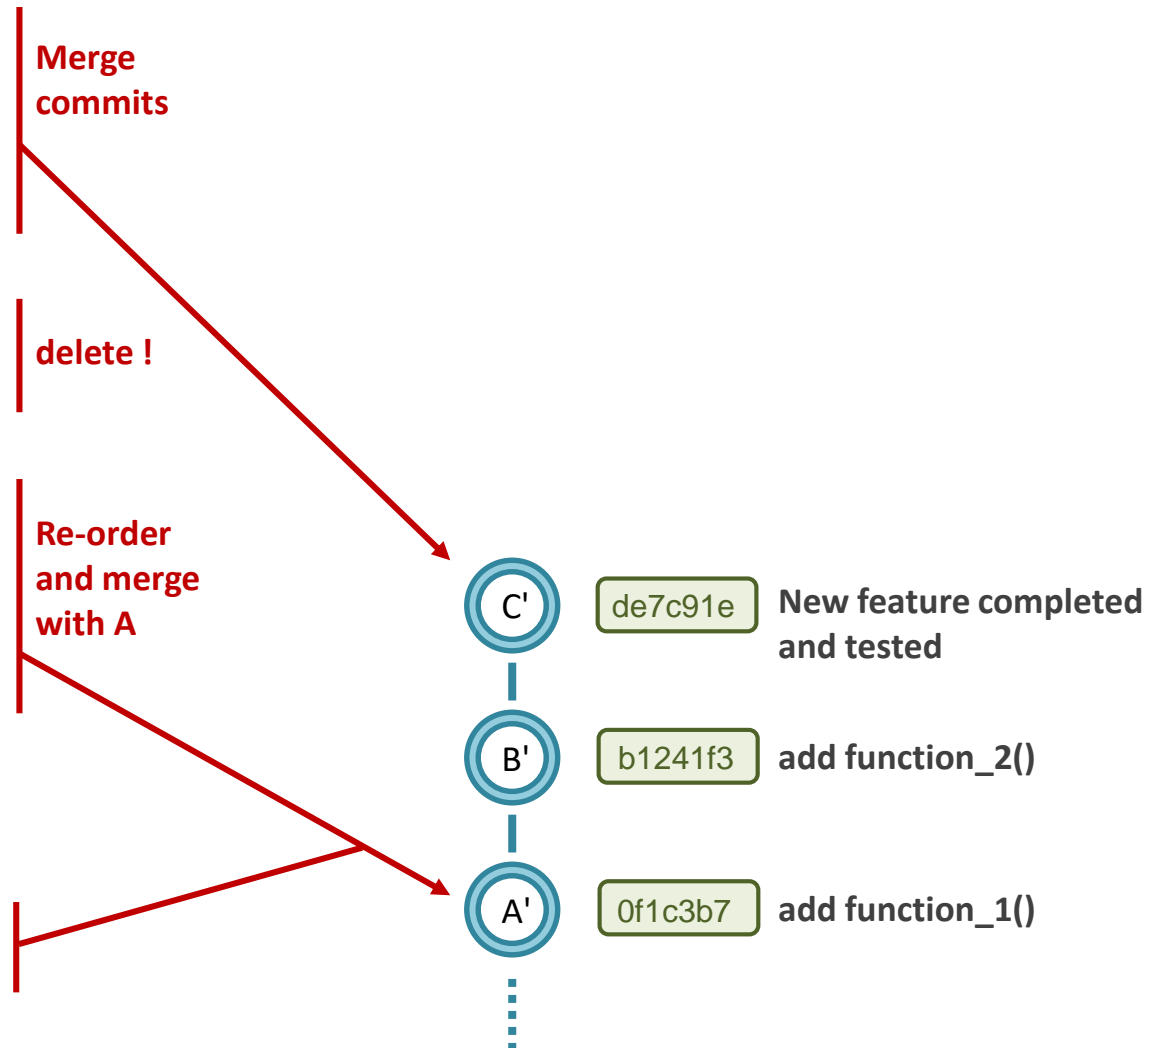 Merge
commits
delete !
Re-order
and merge
with A
C'
de7c91e
New feature completed
and tested
B'
b1241f3
add function_2()
A'
0f1c3b7
add function_1()